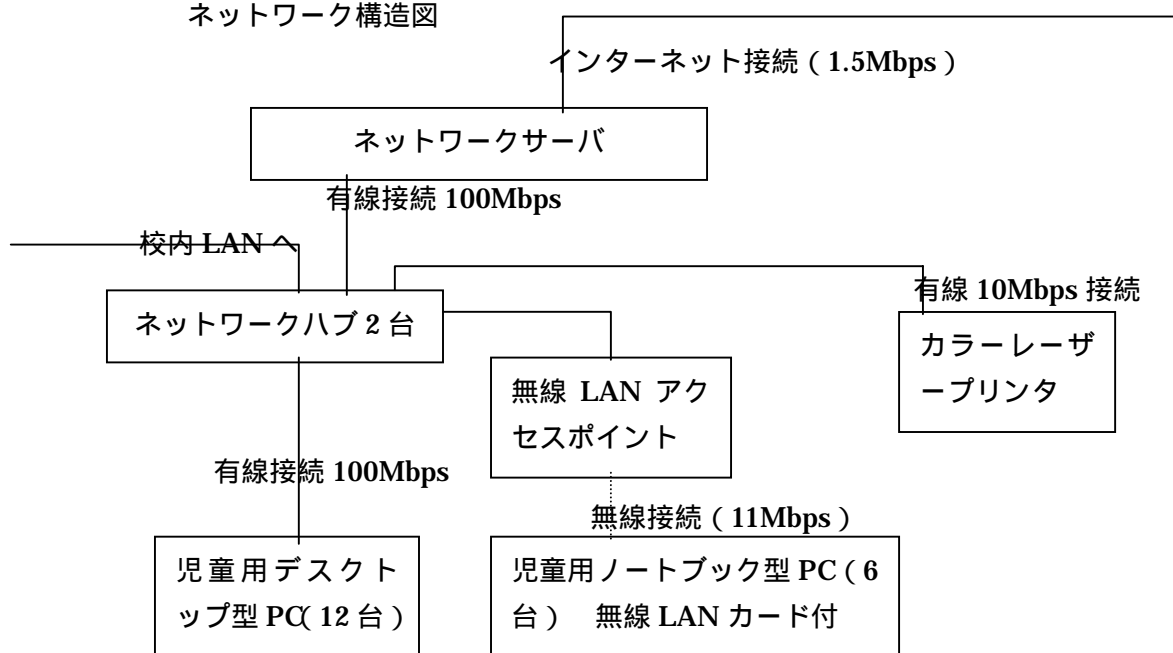 ネットワーク構造図
インターネット接続(1.5Mbps)
ネットワークサーバ
有線接続 100Mbps
校内 LAN へ
有線 10Mbps 接続
ネットワークハブ 2 台
カラーレーザ
ープリンタ
無線 LAN アク
セスポイント
有線接続 100Mbps
無線接続(11Mbps)
児童用デスクト
ップ型 PC(12 台)
児童用ノートブック型 PC(6
台) 無線 LAN カード付